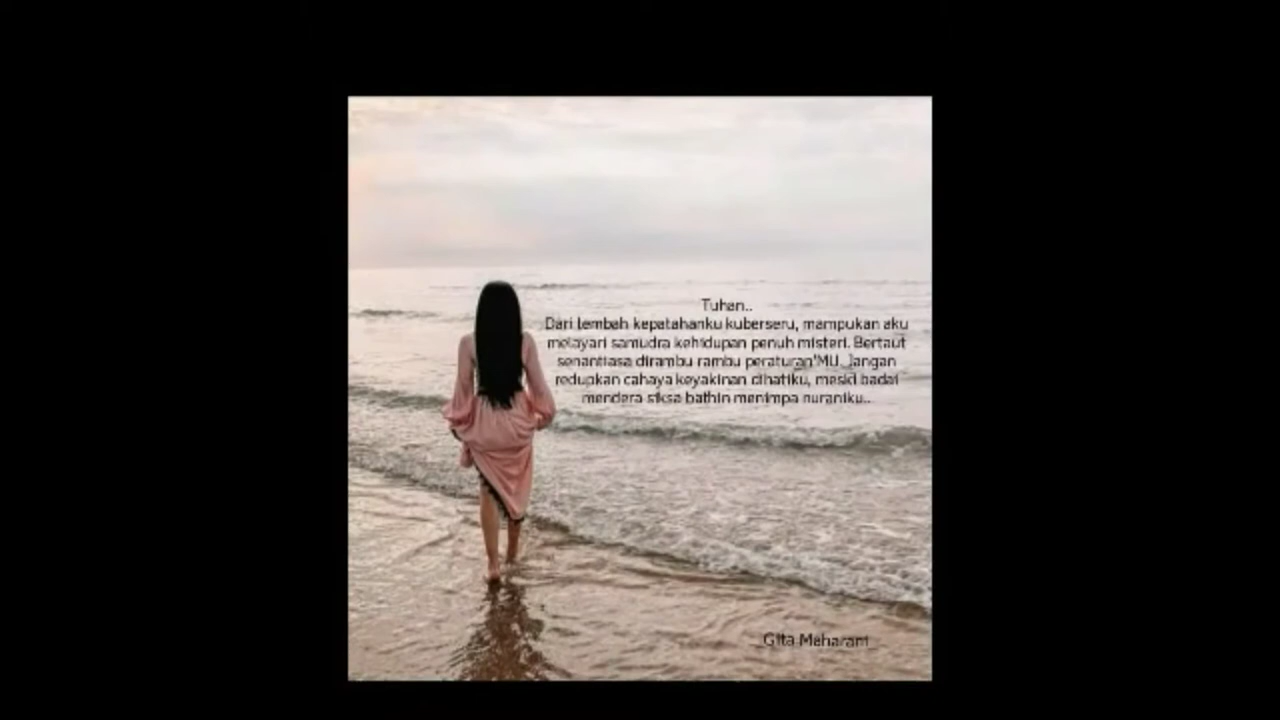 Tuhan..
Dari lembah kepatahanku kuberseru, mampukan aku
melayari samudra kehidupan penuh misteri. Bertaut
senantiasa dirambu rambu peraturan'MU. Jangan
redupkan cahaya keyakinan dihatiku, meski badai
mendera siksa bathin menimpa nuraniku..
Gita Maharani